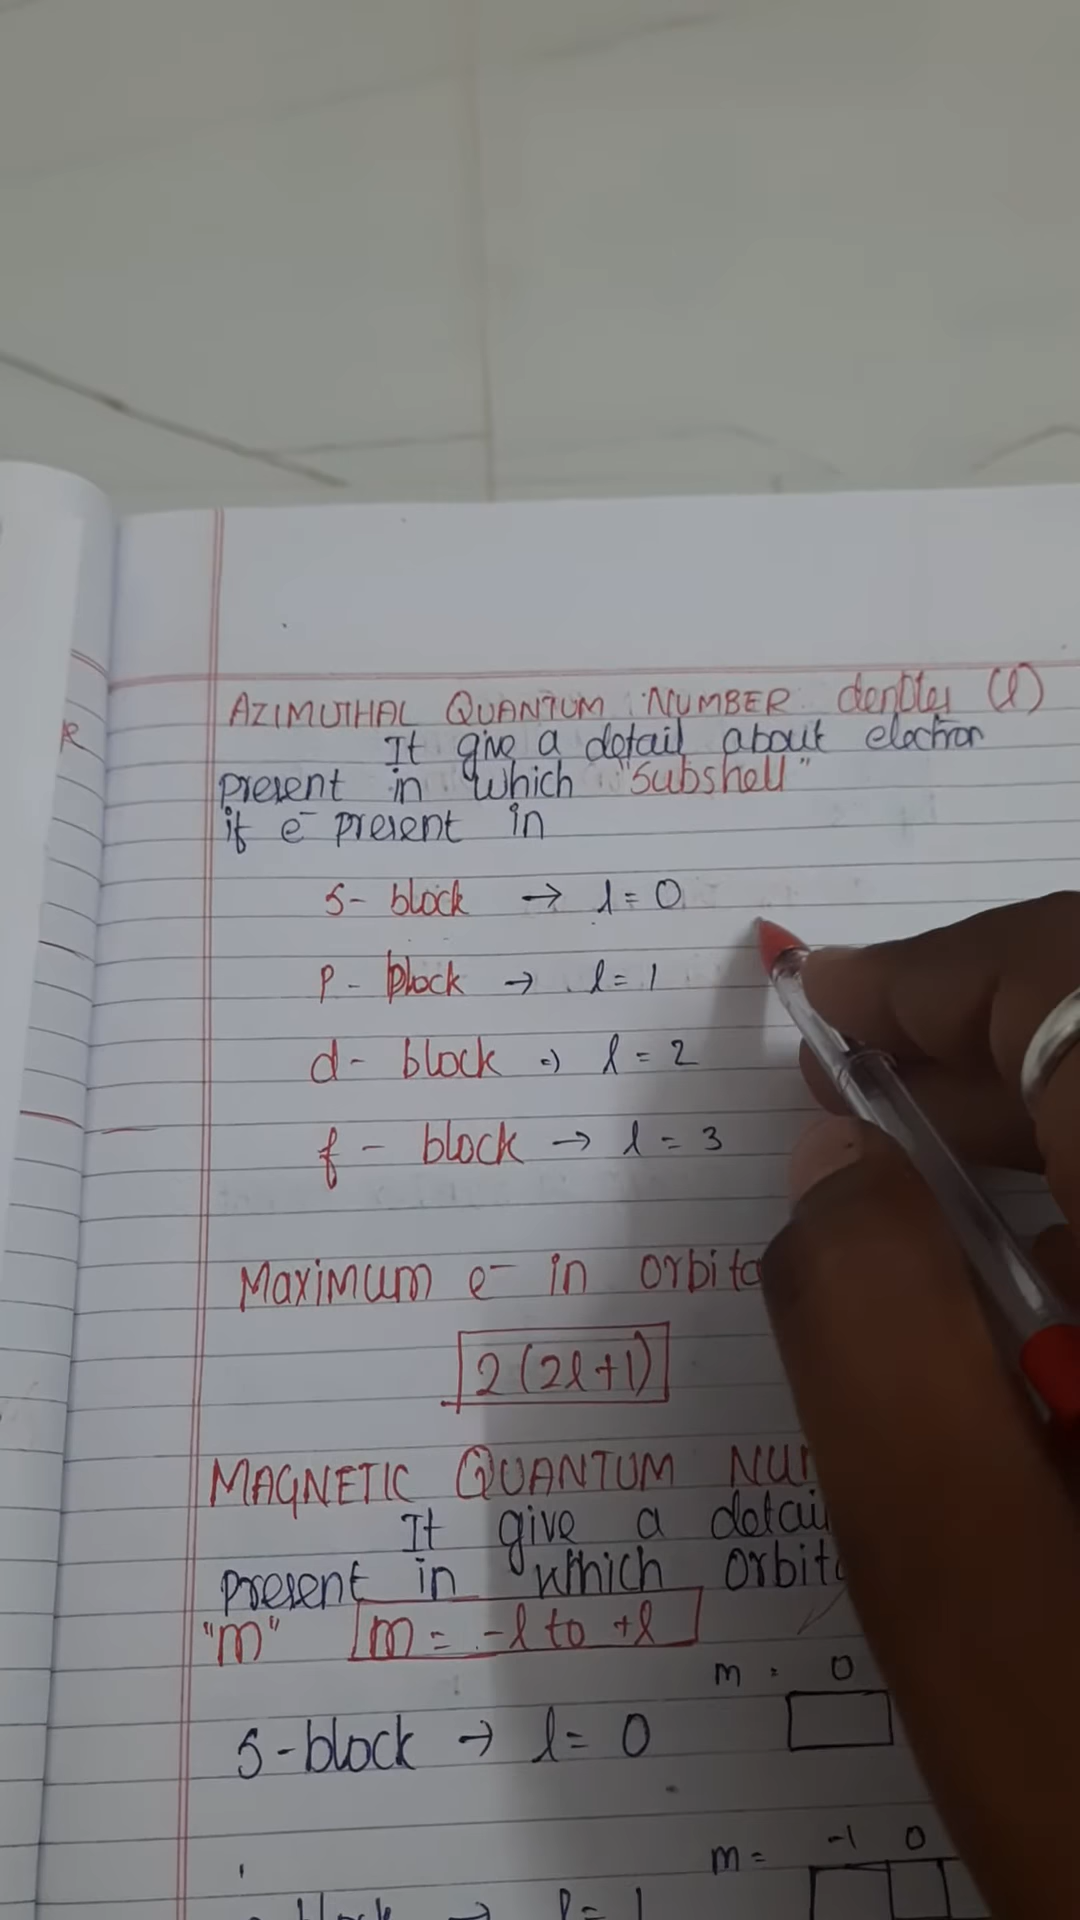 AZIMUTHAL QUANTUM NUMBER denotes (l)
It give a detail about electron
present in which "Subshell"
if e⁻ present in
S- block → l = 0
P - block → l = 1
d - block ⇒ l = 2
f - block → l = 3
Maximum e⁻ in
2(2l+1)
MAGNETIC QUANTUM
It give a
present in which
"m" m = -l to +l
m = 0
S-block → l = 0
m = -1 0
block → l = 1